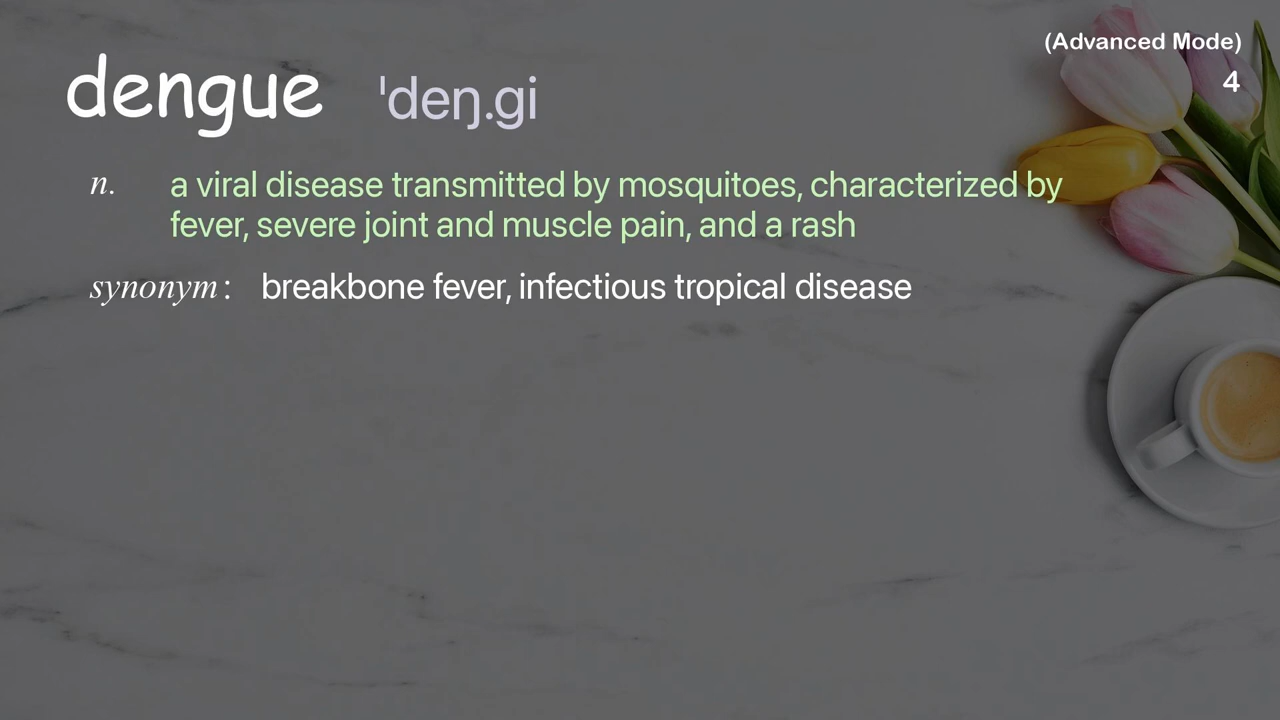 (Advanced Mode)
4
dengue ˈdeŋ.gi
n. a viral disease transmitted by mosquitoes, characterized by
fever, severe joint and muscle pain, and a rash
synonym: breakbone fever, infectious tropical disease